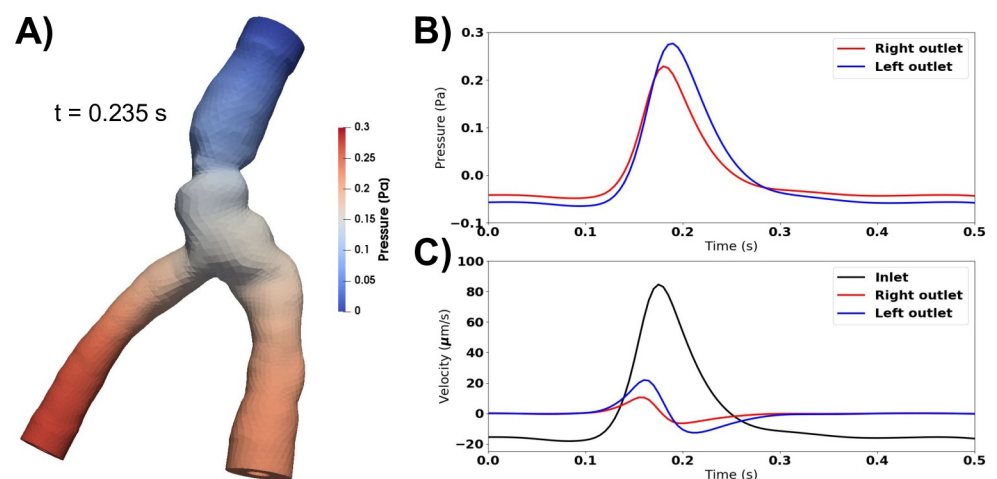 A)
t = 0.235 s
0.3
0.25
0.2
0.15
0.1
0.05
0
Pressure (Pa)
B)
0.3
0.2
0.1
0.0
−0.1
Pressure (Pa)
Right outlet
Left outlet
0.0 0.1 0.2 0.3 0.4 0.5
Time (s)
C)
100
80
60
40
20
0
−20
Velocity (μm/s)
Inlet
Right outlet
Left outlet
0.0 0.1 0.2 0.3 0.4 0.5
Time (s)